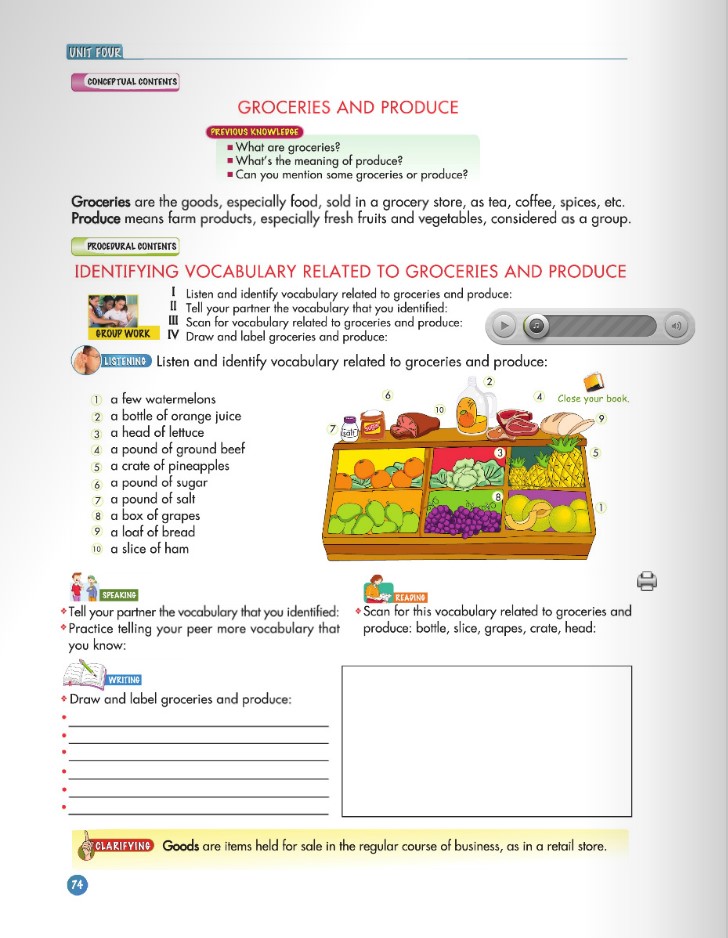 UNIT FOUR
CONCEPTUAL CONTENTS
GROCERIES AND PRODUCE
PREVIOUS KNOWLEDGE
What are groceries?
What's the meaning of produce?
Can you mention some groceries or produce?
Groceries are the goods, especially food, sold in a grocery store, as tea, coffee, spices, etc.
Produce means farm products, especially fresh fruits and vegetables, considered as a group.
PROCEDURAL CONTENTS
IDENTIFYING VOCABULARY RELATED TO GROCERIES AND PRODUCE
I Listen and identify vocabulary related to groceries and produce:
II Tell your partner the vocabulary that you identified:
III Scan for vocabulary related to groceries and produce:
GROUP WORK
IV Draw and label groceries and produce:
LISTENING Listen and identify vocabulary related to groceries and produce:
1 a few watermelons
2 a bottle of orange juice
3 a head of lettuce
4 a pound of ground beef
5 a crate of pineapples
6 a pound of sugar
7 a pound of salt
8 a box of grapes
9 a loaf of bread
10 a slice of ham
2
6
4
Close your book.
10
9
7
salt
3
5
8
1
SPEAKING
Tell your partner the vocabulary that you identified:
Practice telling your peer more vocabulary that
you know:
READING
Scan for this vocabulary related to groceries and
produce: bottle, slice, grapes, crate, head:
WRITING
Draw and label groceries and produce:
CLARIFYING Goods are items held for sale in the regular course of business, as in a retail store.
74